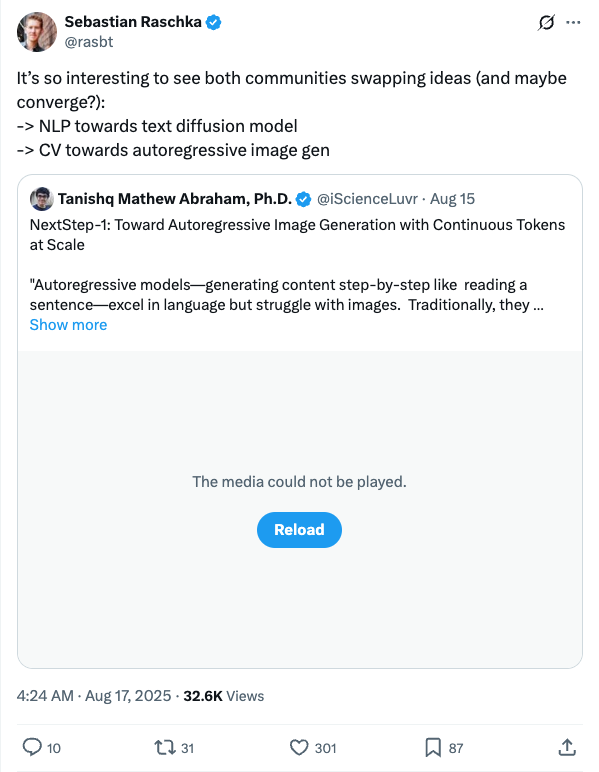 Sebastian Raschka
@rasbt
It’s so interesting to see both communities swapping ideas (and maybe
converge?):
-> NLP towards text diffusion model
-> CV towards autoregressive image gen
Tanishq Mathew Abraham, Ph.D. @iScienceLuvr · Aug 15
NextStep-1: Toward Autoregressive Image Generation with Continuous Tokens
at Scale
"Autoregressive models—generating content step-by-step like reading a
sentence—excel in language but struggle with images. Traditionally, they ...
Show more
The media could not be played.
Reload
4:24 AM · Aug 17, 2025 · 32.6K Views
10 31 301 87